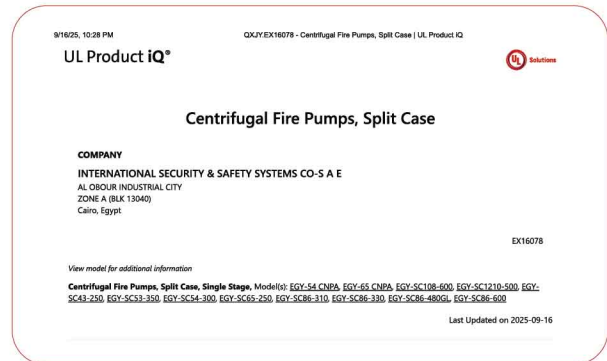 9/16/25, 10:28 PM QXJY.EX16078 - Centrifugal Fire Pumps, Split Case | UL Product iQ
UL Product iQ®
UL Solutions
Centrifugal Fire Pumps, Split Case
COMPANY
INTERNATIONAL SECURITY & SAFETY SYSTEMS CO-S A E
AL OBOUR INDUSTRIAL CITY
ZONE A (BLK 13040)
Cairo, Egypt
EX16078
View model for additional information
Centrifugal Fire Pumps, Split Case, Single Stage, Model(s): EGY-54 CNPA, EGY-65 CNPA, EGY-SC108-600, EGY-SC1210-500, EGY-
SC43-250, EGY-SC53-350, EGY-SC54-300, EGY-SC65-250, EGY-SC86-310, EGY-SC86-330, EGY-SC86-480GL, EGY-SC86-600
Last Updated on 2025-09-16